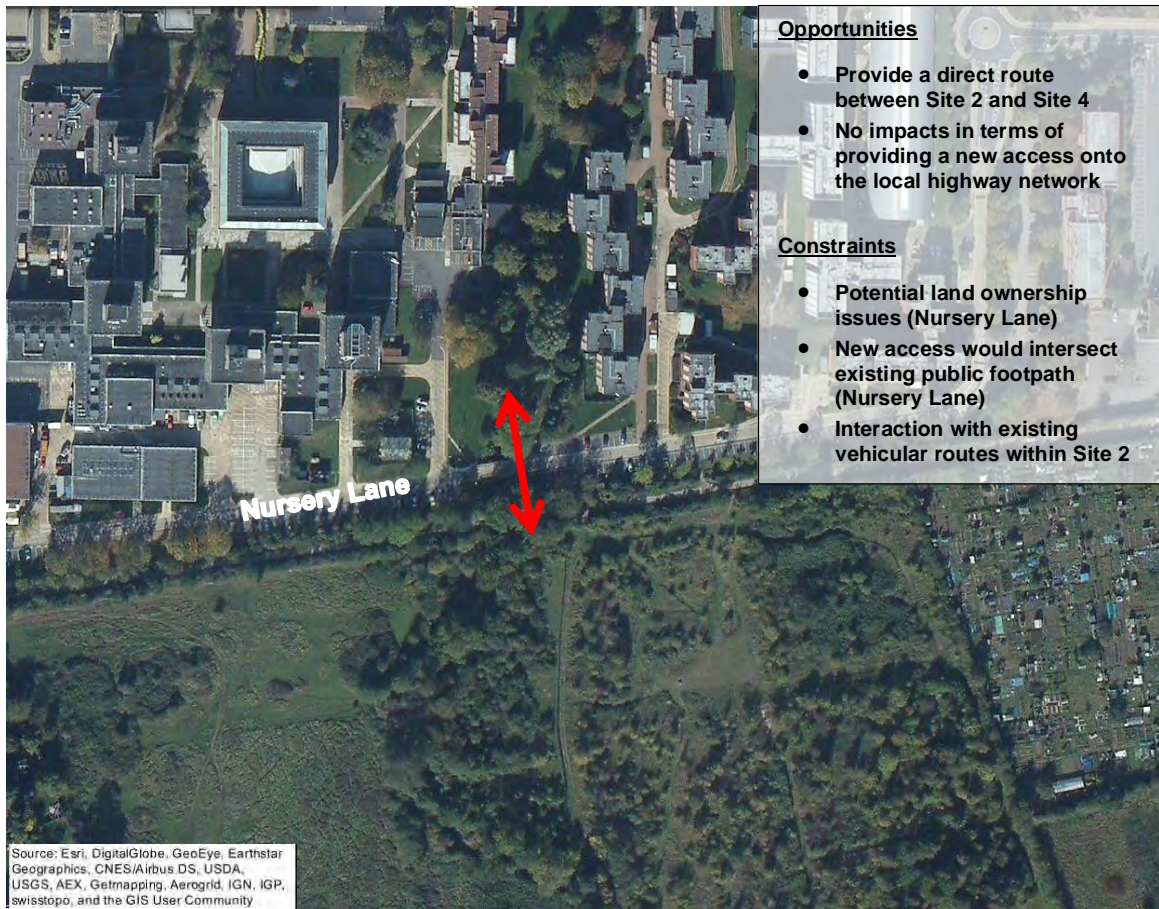 Opportunities
• Provide a direct route
between Site 2 and Site 4
• No impacts in terms of
providing a new access onto
the local highway network
Constraints
• Potential land ownership
issues (Nursery Lane)
• New access would intersect
existing public footpath
(Nursery Lane)
• Interaction with existing
vehicular routes within Site 2
Nursery Lane
Source: Esri, DigitalGlobe, GeoEye, Earthstar
Geographics, CNES/Airbus DS, USDA,
USGS, AEX, Getmapping, Aerogrid, IGN, IGP,
swisstopo, and the GIS User Community